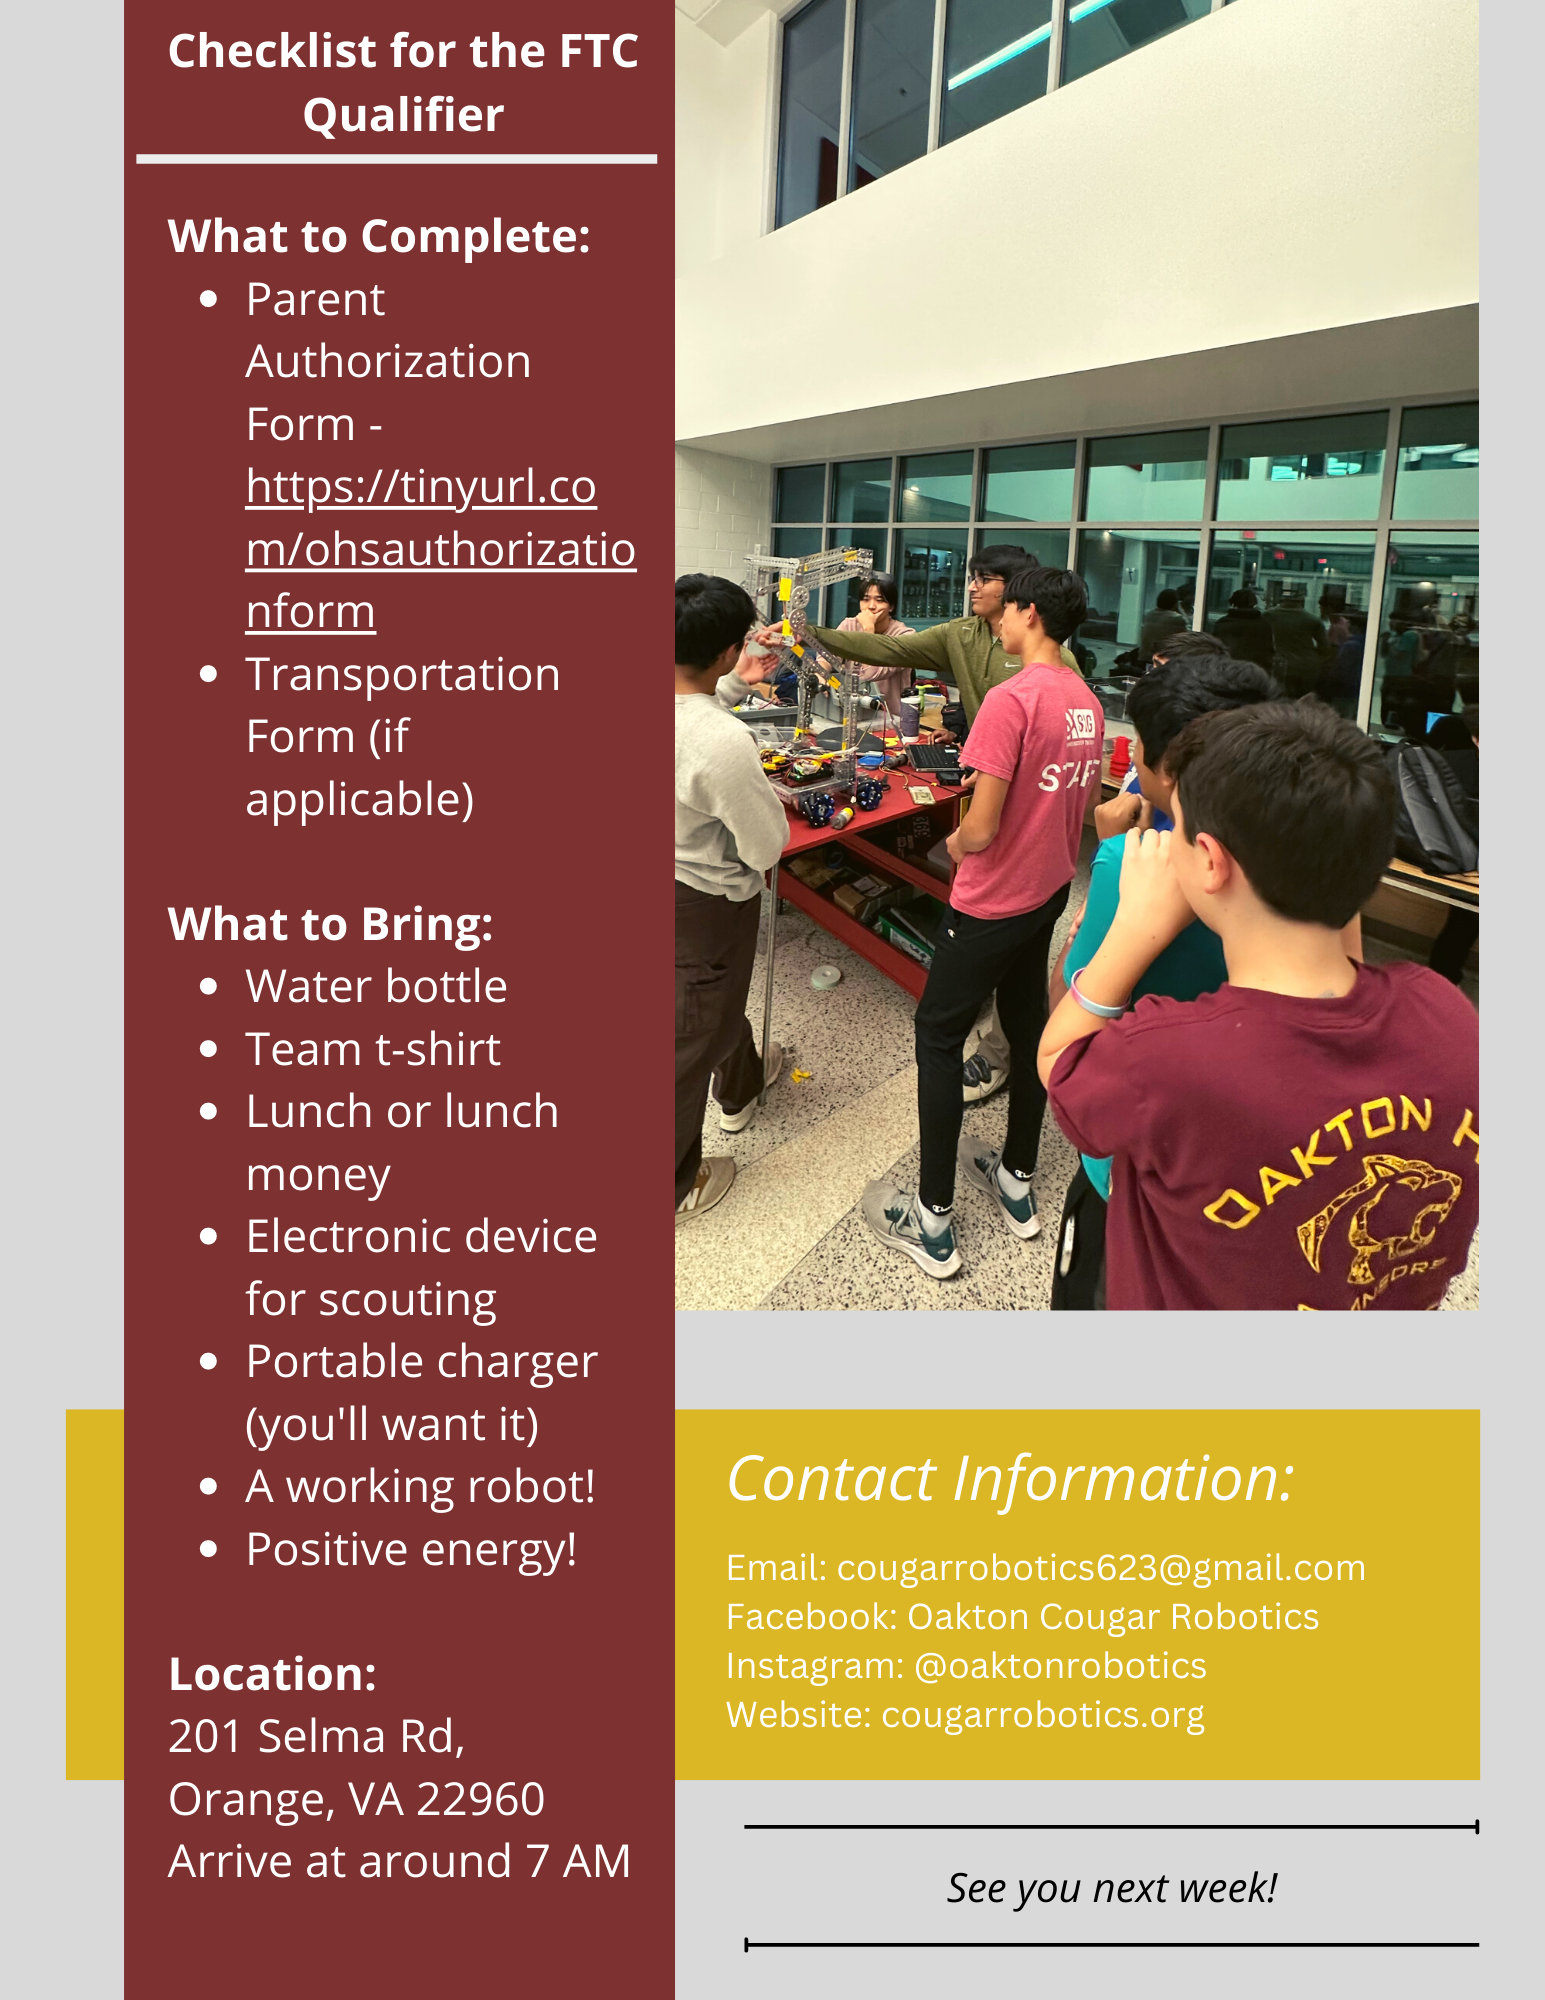 Checklist for the FTC
Qualifier
What to Complete:
• Parent
Authorization
Form -
https://tinyurl.co
m/ohsauthorizatio
nform
• Transportation
Form (if
applicable)
What to Bring:
• Water bottle
• Team t-shirt
• Lunch or lunch
money
• Electronic device
for scouting
• Portable charger
(you'll want it)
• A working robot!
• Positive energy!
Location:
201 Selma Rd,
Orange, VA 22960
Arrive at around 7 AM
STAFF
OAKTON H
Contact Information:
Email: cougarrobotics623@gmail.com
Facebook: Oakton Cougar Robotics
Instagram: @oaktonrobotics
Website: cougarrobotics.org
See you next week!